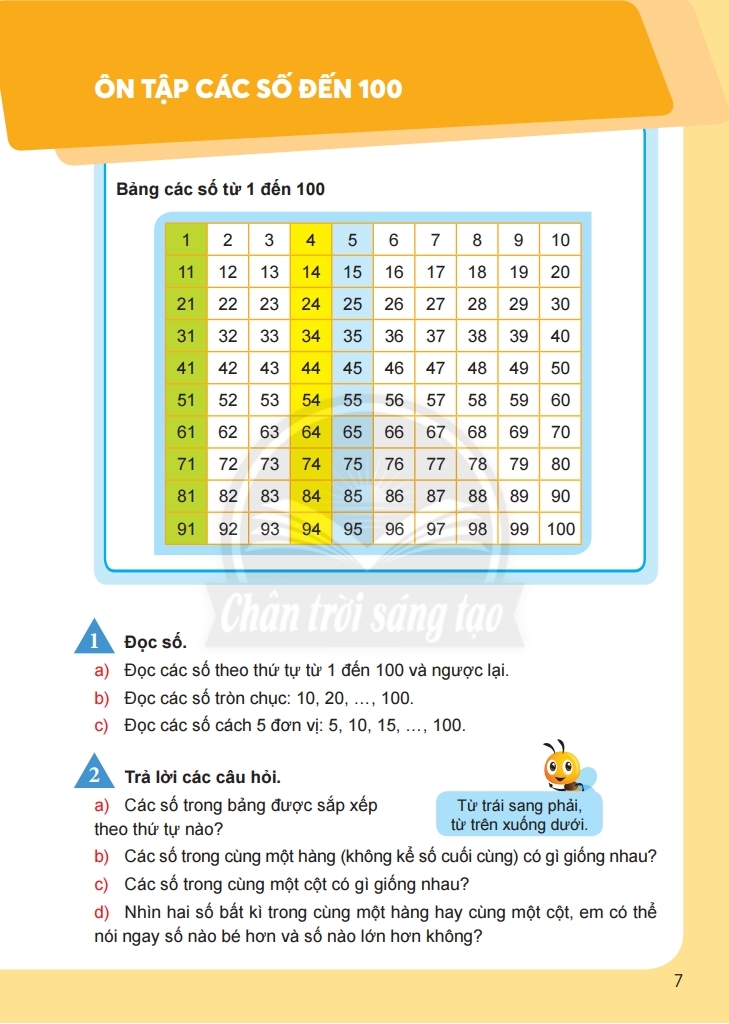 ÔN TẬP CÁC SỐ ĐẾN 100
Bảng các số từ 1 đến 100
1 2 3 4 5 6 7 8 9 10
11 12 13 14 15 16 17 18 19 20
21 22 23 24 25 26 27 28 29 30
31 32 33 34 35 36 37 38 39 40
41 42 43 44 45 46 47 48 49 50
51 52 53 54 55 56 57 58 59 60
61 62 63 64 65 66 67 68 69 70
71 72 73 74 75 76 77 78 79 80
81 82 83 84 85 86 87 88 89 90
91 92 93 94 95 96 97 98 99 100
Chân trời sáng tạo
1 Đọc số.
a) Đọc các số theo thứ tự từ 1 đến 100 và ngược lại.
b) Đọc các số tròn chục: 10, 20, …, 100.
c) Đọc các số cách 5 đơn vị: 5, 10, 15, …, 100.
2 Trả lời các câu hỏi.
a) Các số trong bảng được sắp xếp
theo thứ tự nào?
Từ trái sang phải,
từ trên xuống dưới.
b) Các số trong cùng một hàng (không kể số cuối cùng) có gì giống nhau?
c) Các số trong cùng một cột có gì giống nhau?
d) Nhìn hai số bất kì trong cùng một hàng hay cùng một cột, em có thể
nói ngay số nào bé hơn và số nào lớn hơn không?
7